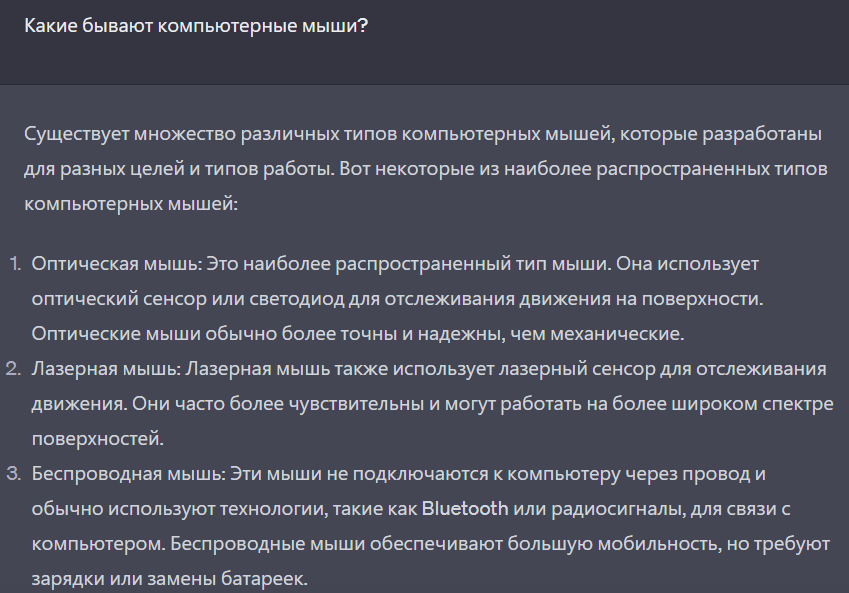 Какие бывают компьютерные мыши?
Существует множество различных типов компьютерных мышей, которые разработаны
для разных целей и типов работы. Вот некоторые из наиболее распространенных типов
компьютерных мышей:
1. Оптическая мышь: Это наиболее распространенный тип мыши. Она использует
оптический сенсор или светодиод для отслеживания движения на поверхности.
Оптические мыши обычно более точны и надежны, чем механические.
2. Лазерная мышь: Лазерная мышь также использует лазерный сенсор для отслеживания
движения. Они часто более чувствительны и могут работать на более широком спектре
поверхностей.
3. Беспроводная мышь: Эти мыши не подключаются к компьютеру через провод и
обычно используют технологии, такие как Bluetooth или радиосигналы, для связи с
компьютером. Беспроводные мыши обеспечивают большую мобильность, но требуют
зарядки или замены батареек.